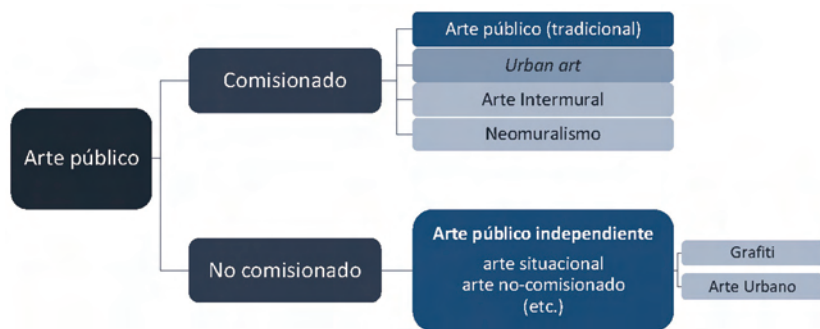 Arte público
Comisionado
Arte público (tradicional)
Urban art
Arte Intermural
Neomuralismo
No comisionado
Arte público independiente
arte situacional
arte no-comisionado
(etc.)
Grafiti
Arte Urbano